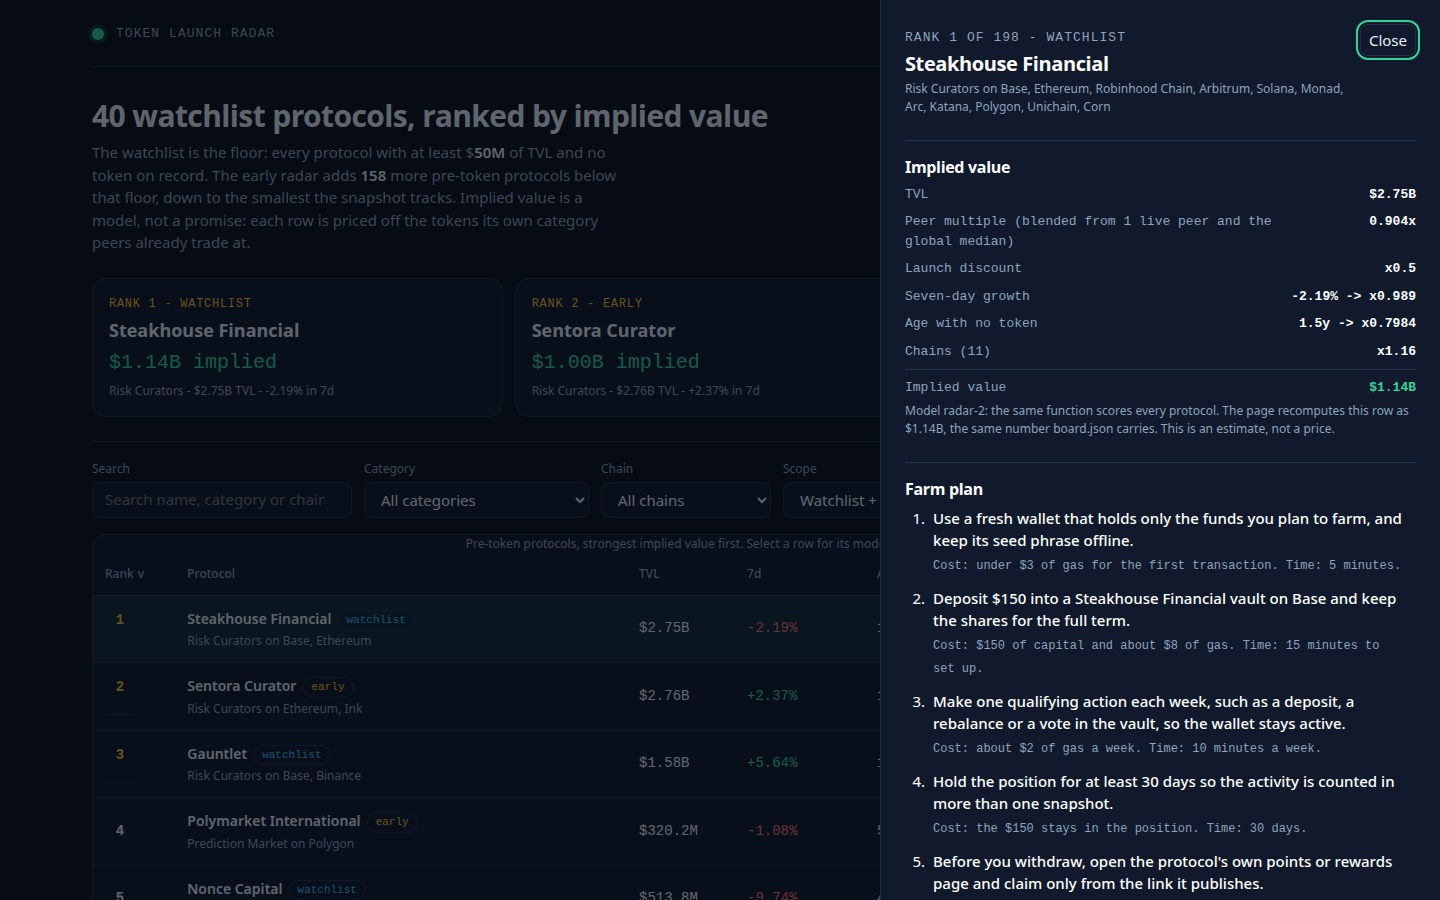 TOKEN LAUNCH RADAR
40 watchlist protocols, ranked by implied value
The watchlist is the floor: every protocol with at least $50M of TVL and no
token on record. The early radar adds 158 more pre-token protocols below
that floor, down to the smallest the snapshot tracks. Implied value is a
model, not a promise: each row is priced off the tokens its own category
peers already trade at.
RANK 1 - WATCHLIST
Steakhouse Financial
$1.14B implied
Risk Curators - $2.75B TVL - -2.19% in 7d
RANK 2 - EARLY
Sentora Curator
$1.00B implied
Risk Curators - $2.76B TVL - +2.37% in 7d
Search
Category
Chain
Scope
Search name, category or chain
All categories
All chains
Watchlist +
Pre-token protocols, strongest implied value first. Select a row for its
Rank v
Protocol
TVL
7d
1
Steakhouse Financial watchlist
Risk Curators on Base, Ethereum
$2.75B
-2.19%
2
Sentora Curator early
Risk Curators on Ethereum, Ink
$2.76B
+2.37%
3
Gauntlet watchlist
Risk Curators on Base, Binance
$1.58B
+5.64%
4
Polymarket International early
Prediction Market on Polygon
$320.2M
-1.08%
5
Nonce Capital watchlist
$513.8M
-9.74%
RANK 1 OF 198 - WATCHLIST
Steakhouse Financial
Risk Curators on Base, Ethereum, Robinhood Chain, Arbitrum, Solana, Monad,
Arc, Katana, Polygon, Unichain, Corn
Close
Implied value
TVL $2.75B
Peer multiple (blended from 1 live peer and the
global median) 0.904x
Launch discount x0.5
Seven-day growth -2.19% -> x0.989
Age with no token 1.5y -> x0.7984
Chains (11) x1.16
Implied value $1.14B
Model radar-2: the same function scores every protocol. The page recomputes this row as
$1.14B, the same number board.json carries. This is an estimate, not a price.
Farm plan
1. Use a fresh wallet that holds only the funds you plan to farm, and
keep its seed phrase offline.
Cost: under $3 of gas for the first transaction. Time: 5 minutes.
2. Deposit $150 into a Steakhouse Financial vault on Base and keep
the shares for the full term.
Cost: $150 of capital and about $8 of gas. Time: 15 minutes to
set up.
3. Make one qualifying action each week, such as a deposit, a
rebalance or a vote in the vault, so the wallet stays active.
Cost: about $2 of gas a week. Time: 10 minutes a week.
4. Hold the position for at least 30 days so the activity is counted in
more than one snapshot.
Cost: the $150 stays in the position. Time: 30 days.
5. Before you withdraw, open the protocol's own points or rewards
page and claim only from the link it publishes.